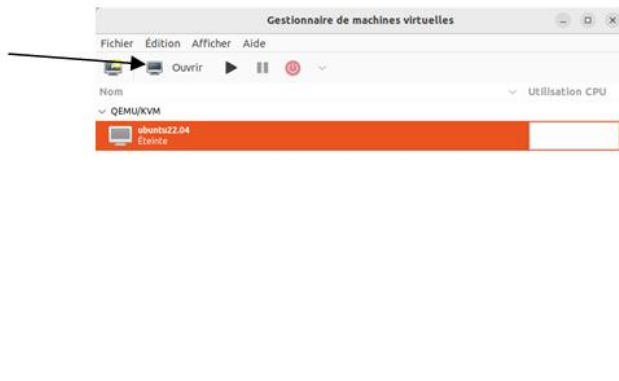 Gestionnaire de machines virtuelles
Fichier Édition Afficher Aide
Ouvrir
Nom Utilisation CPU
QEMU/KVM
ubuntu22.04
Éteinte